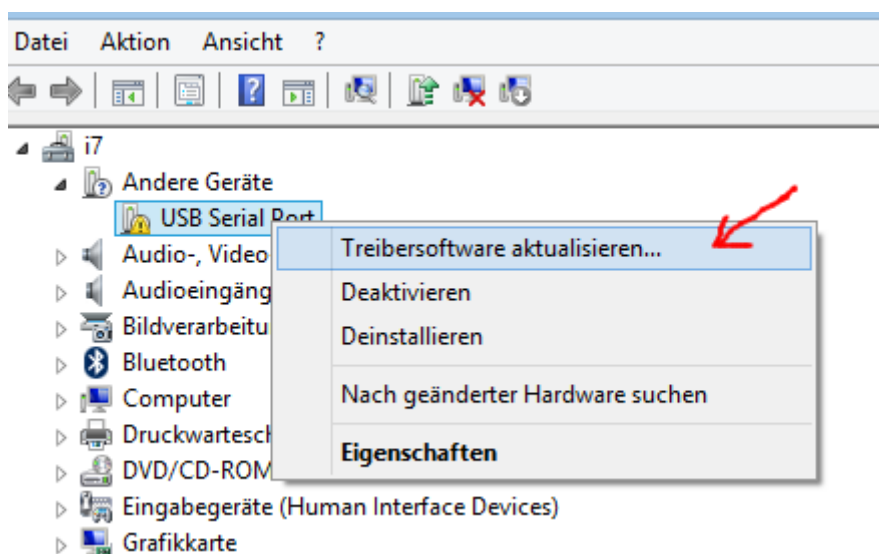 Datei Aktion Ansicht ?
i7
Andere Geräte
USB Serial Port
Treibersoftware aktualisieren...
Audio-, Video
Deaktivieren
Audioeingäng
Deinstallieren
Bildverarbeitu
Bluetooth
Nach geänderter Hardware suchen
Computer
Druckwartesch
Eigenschaften
DVD/CD-ROM
Eingabegeräte (Human Interface Devices)
Grafikkarte